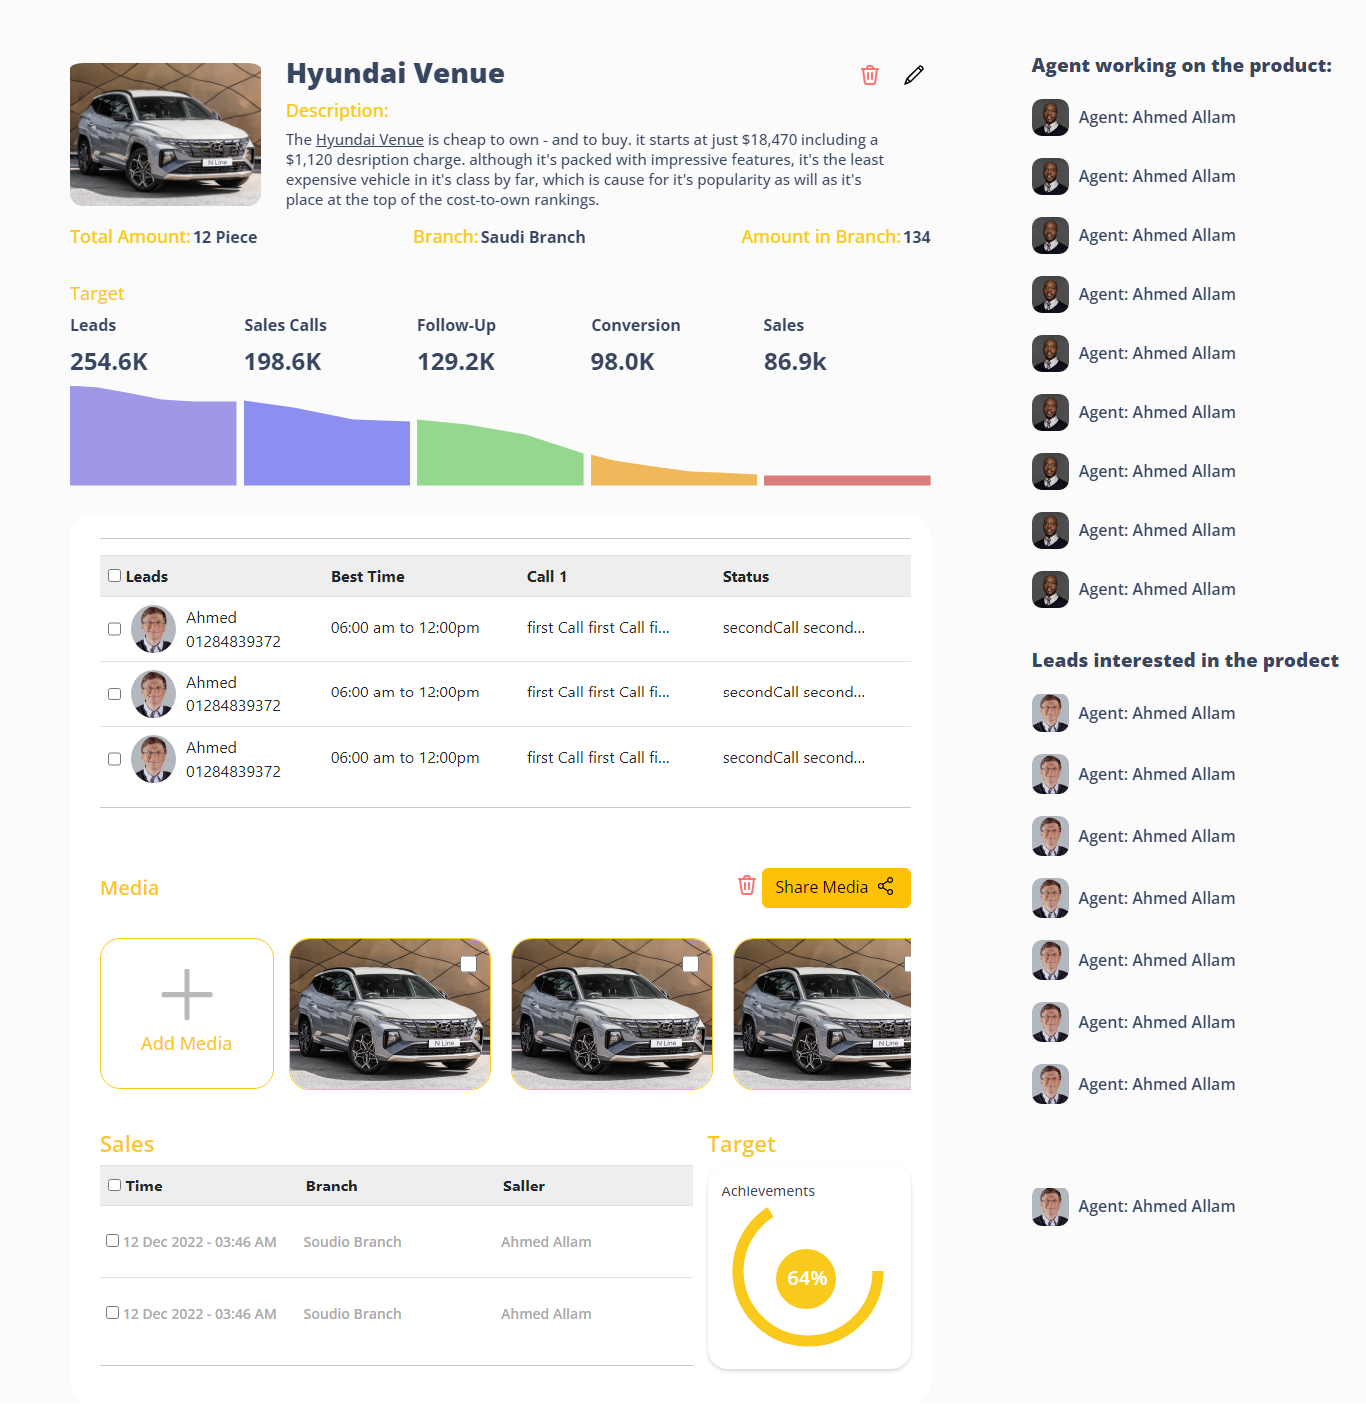 Hyundai Venue
Description:
The Hyundai Venue is cheap to own - and to buy. it starts at just $18,470 including a
$1,120 desription charge. although it's packed with impressive features, it's the least
expensive vehicle in it's class by far, which is cause for it's popularity as will as it's
place at the top of the cost-to-own rankings.
N Line
Total Amount: 12 Piece
Branch: Saudi Branch
Amount in Branch: 134
Target
Leads
Sales Calls
Follow-Up
Conversion
Sales
254.6K
198.6K
129.2K
98.0K
86.9k
Leads
Best Time
Call 1
Status
Ahmed
01284839372
06:00 am to 12:00pm
first Call first Call fi...
secondCall second...
Ahmed
01284839372
06:00 am to 12:00pm
first Call first Call fi...
secondCall second...
Ahmed
01284839372
06:00 am to 12:00pm
first Call first Call fi...
secondCall second...
Media
Share Media
Add Media
N Line
N Line
N Line
Sales
Time
Branch
Saller
12 Dec 2022 - 03:46 AM
Soudio Branch
Ahmed Allam
12 Dec 2022 - 03:46 AM
Soudio Branch
Ahmed Allam
Target
Achievements
64%
Agent working on the product:
Agent: Ahmed Allam
Agent: Ahmed Allam
Agent: Ahmed Allam
Agent: Ahmed Allam
Agent: Ahmed Allam
Agent: Ahmed Allam
Agent: Ahmed Allam
Agent: Ahmed Allam
Agent: Ahmed Allam
Leads interested in the prodect
Agent: Ahmed Allam
Agent: Ahmed Allam
Agent: Ahmed Allam
Agent: Ahmed Allam
Agent: Ahmed Allam
Agent: Ahmed Allam
Agent: Ahmed Allam
Agent: Ahmed Allam